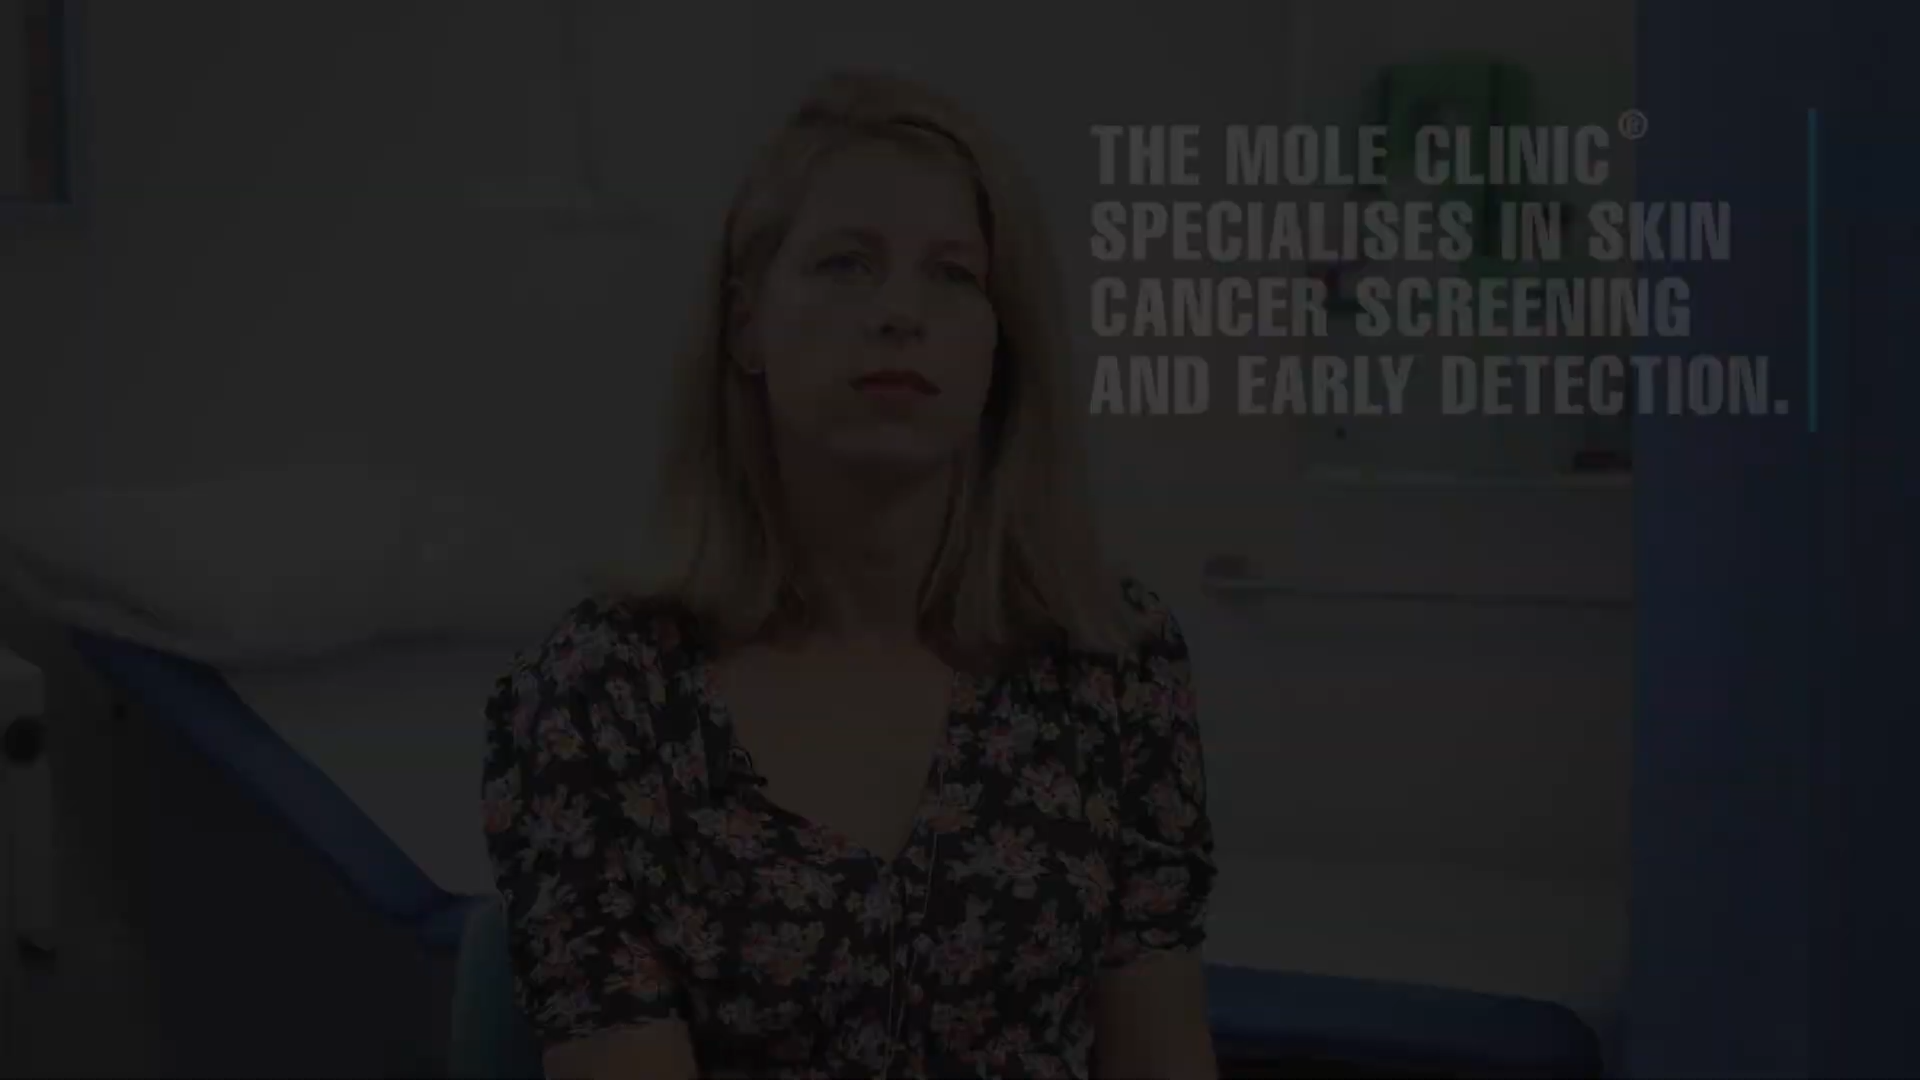 THE MOLE CLINIC®
SPECIALISES IN SKIN
CANCER SCREENING
AND EARLY DETECTION.